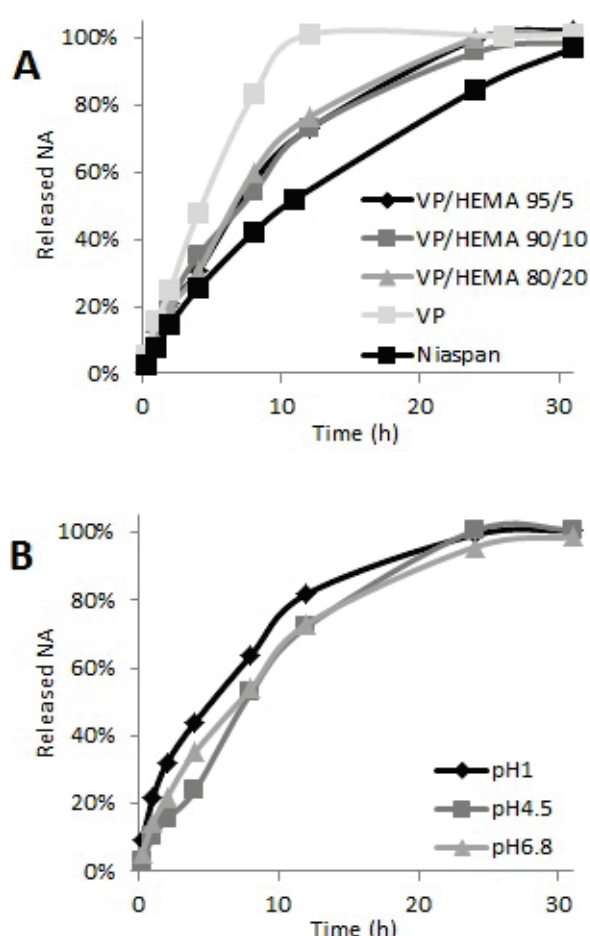 A
Released NA
100%
80%
60%
40%
20%
0%
VP/HEMA 95/5
VP/HEMA 90/10
VP/HEMA 80/20
VP
Niaspan
0 10 20 30
Time (h)
B
Released NA
100%
80%
60%
40%
20%
0%
pH1
pH4.5
pH6.8
0 10 20 30
Time (h)